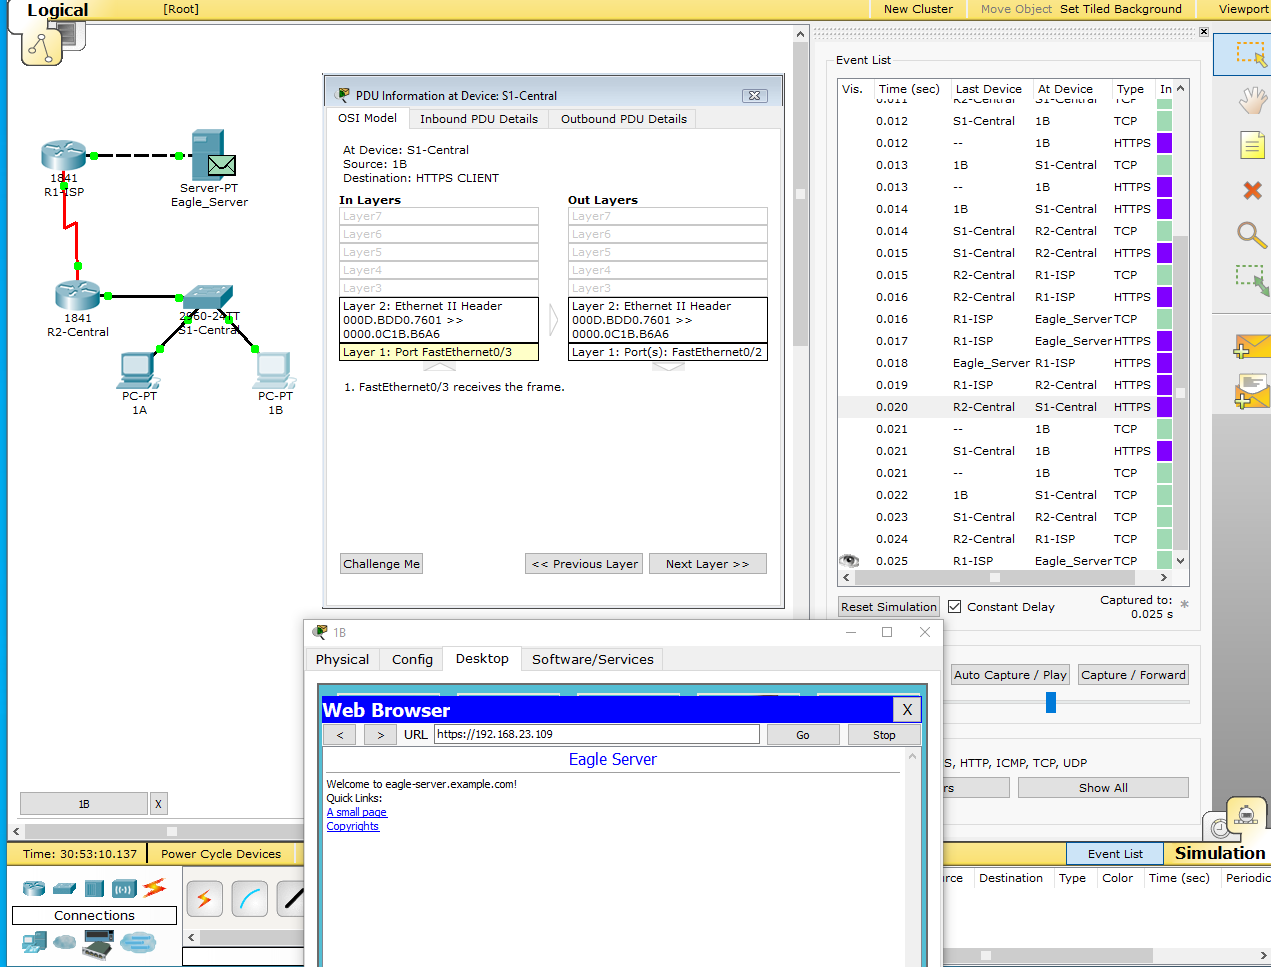 Logical
[Root]
New Cluster
Move Object
Set Tiled Background
Viewport
Event List
Vis. Time (sec) Last Device At Device Type In
0.011 R2-Central S1-Central TCP
0.012 S1-Central 1B TCP
0.012 -- 1B HTTPS
0.013 1B S1-Central TCP
0.013 -- 1B HTTPS
0.014 1B S1-Central HTTPS
0.014 S1-Central R2-Central TCP
0.015 S1-Central R2-Central HTTPS
0.015 R2-Central R1-ISP TCP
0.016 R2-Central R1-ISP HTTPS
0.016 R1-ISP Eagle_Server TCP
0.017 R1-ISP Eagle_Server HTTPS
0.018 Eagle_Server R1-ISP HTTPS
0.019 R1-ISP R2-Central HTTPS
0.020 R2-Central S1-Central HTTPS
0.021 -- 1B TCP
0.021 S1-Central 1B HTTPS
0.021 -- 1B TCP
0.022 1B S1-Central TCP
0.023 S1-Central R2-Central TCP
0.024 R2-Central R1-ISP TCP
0.025 R1-ISP Eagle_Server TCP
Reset Simulation
Constant Delay
Captured to:
0.025 s
*
Auto Capture / Play
Capture / Forward
S, HTTP, ICMP, TCP, UDP
rs
Show All
1841
R1-ISP
Server-PT
Eagle_Server
1841
R2-Central
2960-24TT
S1-Central
PC-PT
1A
PC-PT
1B
PDU Information at Device: S1-Central
OSI Model
Inbound PDU Details
Outbound PDU Details
At Device: S1-Central
Source: 1B
Destination: HTTPS CLIENT
In Layers
Layer7
Layer6
Layer5
Layer4
Layer3
Layer 2: Ethernet II Header
000D.BDD0.7601 >>
0000.0C1B.B6A6
Layer 1: Port FastEthernet0/3
Out Layers
Layer7
Layer6
Layer5
Layer4
Layer3
Layer 2: Ethernet II Header
000D.BDD0.7601 >>
0000.0C1B.B6A6
Layer 1: Port(s): FastEthernet0/2
1. FastEthernet0/3 receives the frame.
Challenge Me
<< Previous Layer
Next Layer >>
1B
Physical
Config
Desktop
Software/Services
Web Browser
X
<
>
URL
https://192.168.23.109
Go
Stop
Eagle Server
Welcome to eagle-server.example.com!
Quick Links:
A small page
Copyrights
1B
X
Time: 30:53:10.137
Power Cycle Devices
Event List
Simulation
Connections
urce Destination Type Color Time (sec) Periodic